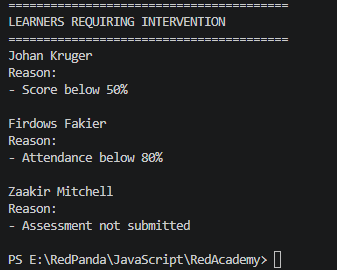 ========================================
LEARNERS REQUIRING INTERVENTION
========================================
Johan Kruger
Reason:
- Score below 50%
Firdows Fakier
Reason:
- Attendance below 80%
Zaakir Mitchell
Reason:
- Assessment not submitted
PS E:\RedPanda\JavaScript\RedAcademy>